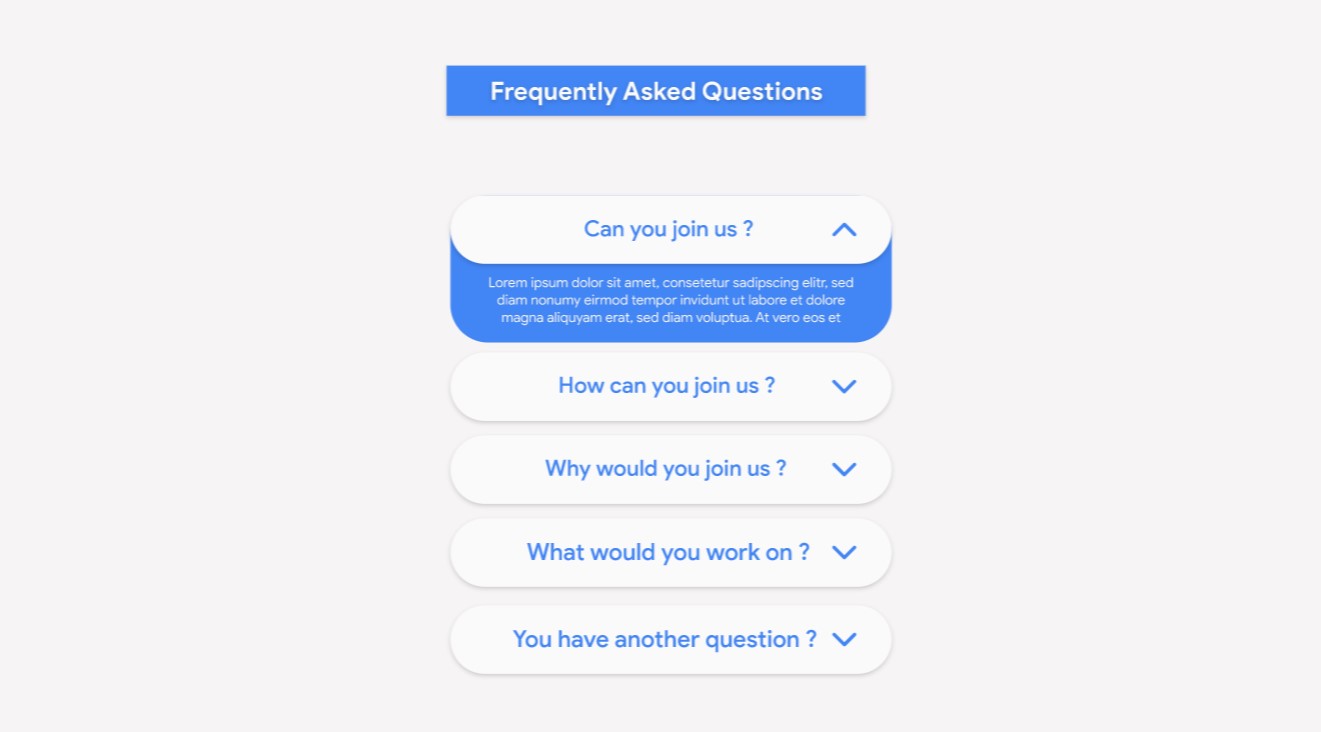 Frequently Asked Questions
Can you join us ?
Lorem ipsum dolor sit amet, consetetur sadipscing elitr, sed
diam nonumy eirmod tempor invidunt ut labore et dolore
magna aliquyam erat, sed diam voluptua. At vero eos et
How can you join us ?
Why would you join us ?
What would you work on ?
You have another question ?